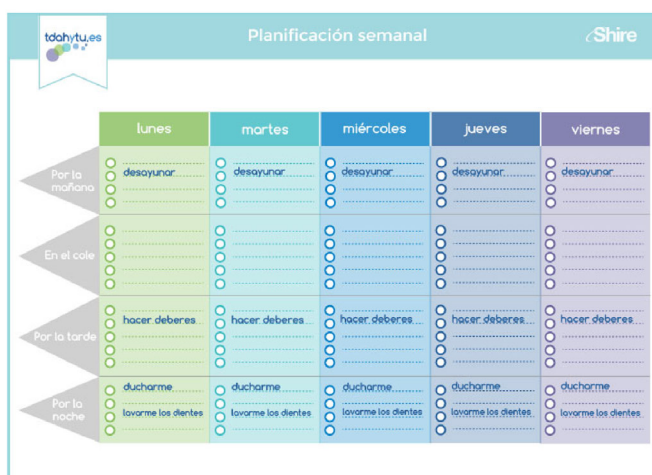 tdahytu.es
Planificación semanal
Shire
lunes martes miércoles jueves viernes
Por la mañana
desayunar desayunar desayunar desayunar desayunar
En el cole
Por la tarde
hacer deberes hacer deberes hacer deberes hacer deberes hacer deberes
Por la noche
ducharme ducharme ducharme ducharme ducharme
lavarme los dientes lavarme los dientes lavarme los dientes lavarme los dientes lavarme los dientes